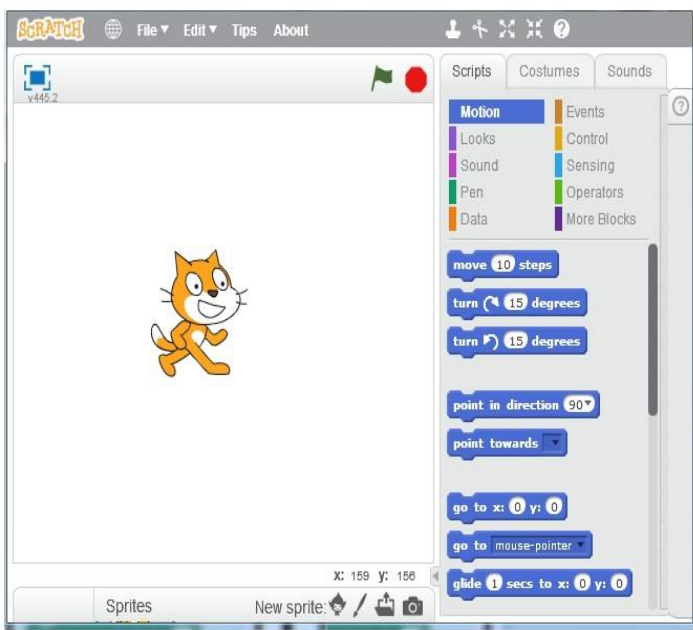 SCRATCH File Edit Tips About
v445.2
Scripts Costumes Sounds
Motion Events
Looks Control
Sound Sensing
Pen Operators
Data More Blocks
move 10 steps
turn 15 degrees
turn 15 degrees
point in direction 90
point towards
go to x: 0 y: 0
go to mouse-pointer
glide 1 secs to x: 0 y: 0
x: 159 y: 156
Sprites New sprite: